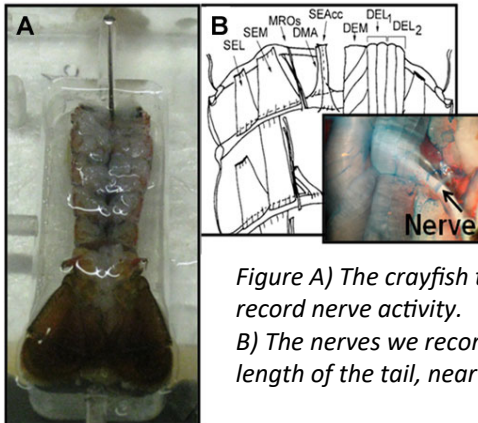 A
B
SEL
SEM
MROs
DMA
SEAcc
DEM
DEL1
DEL2
Nerve
Figure A) The crayfish t
record nerve activity.
B) The nerves we recor
length of the tail, near